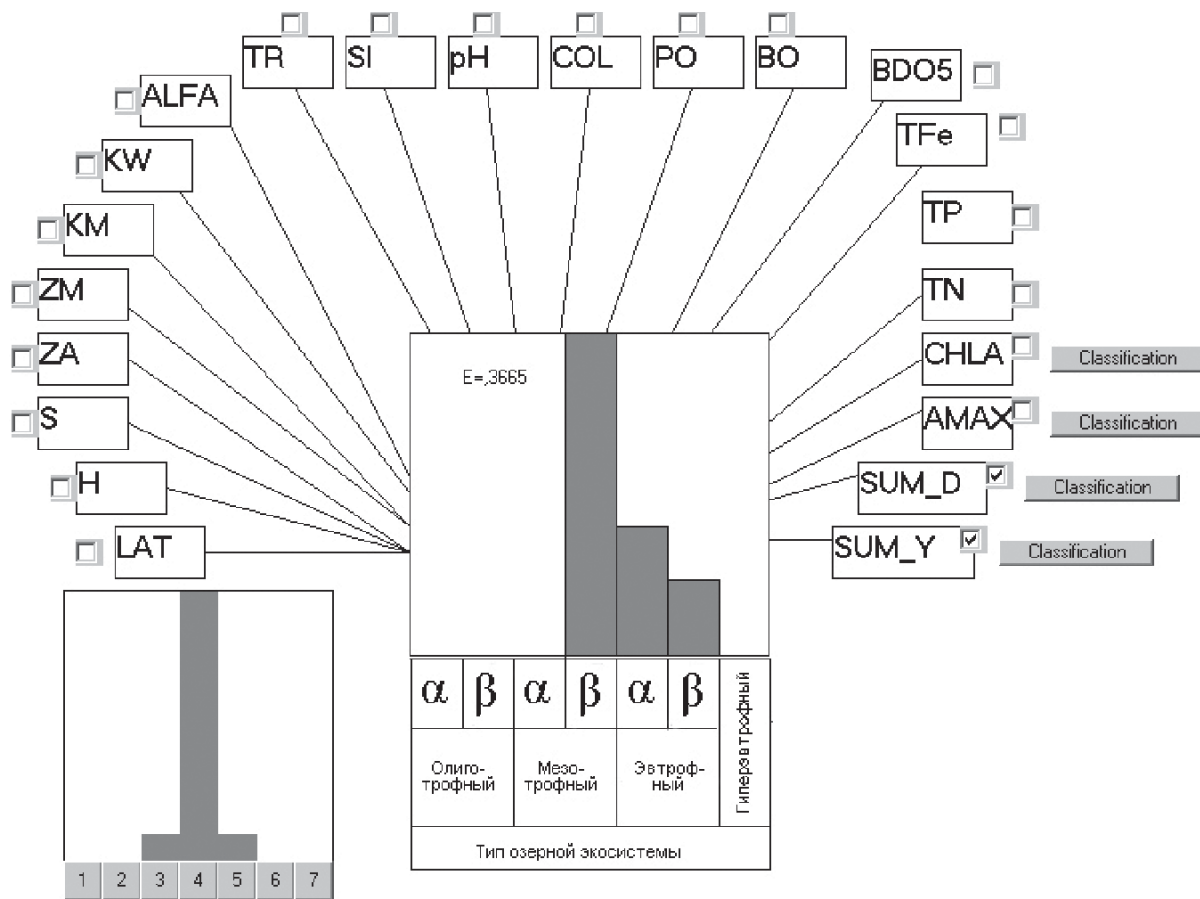 TR
SI
pH
COL
PO
BO
BDO5
ALFA
TFe
KW
TP
KM
ZM
TN
ZA
CHLA
Classification
S
AMAX
Classification
H
SUM_D
Classification
LAT
SUM_Y
Classification
E=,3665
α
β
α
β
α
β
Гиперэвтрофный
Олиго-
трофный
Мезо-
трофный
Эвтроф-
ный
Тип озерной экосистемы
1 2 3 4 5 6 7